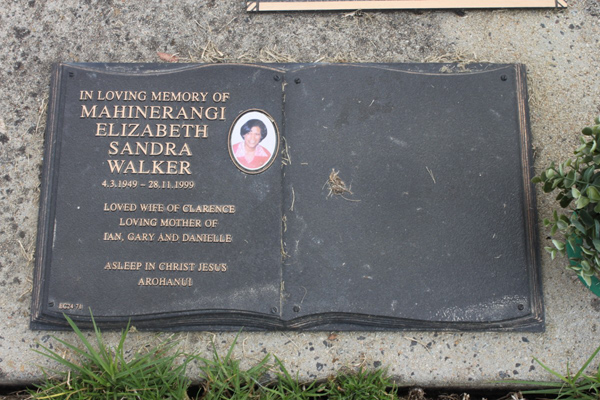 IN LOVING MEMORY OF
MAHINERANGI
ELIZABETH
SANDRA
WALKER
4.3.1949 - 28.11.1999
LOVED WIFE OF CLARENCE
LOVING MOTHER OF
IAN, GARY AND DANIELLE
ASLEEP IN CHRIST JESUS
AROHANUI